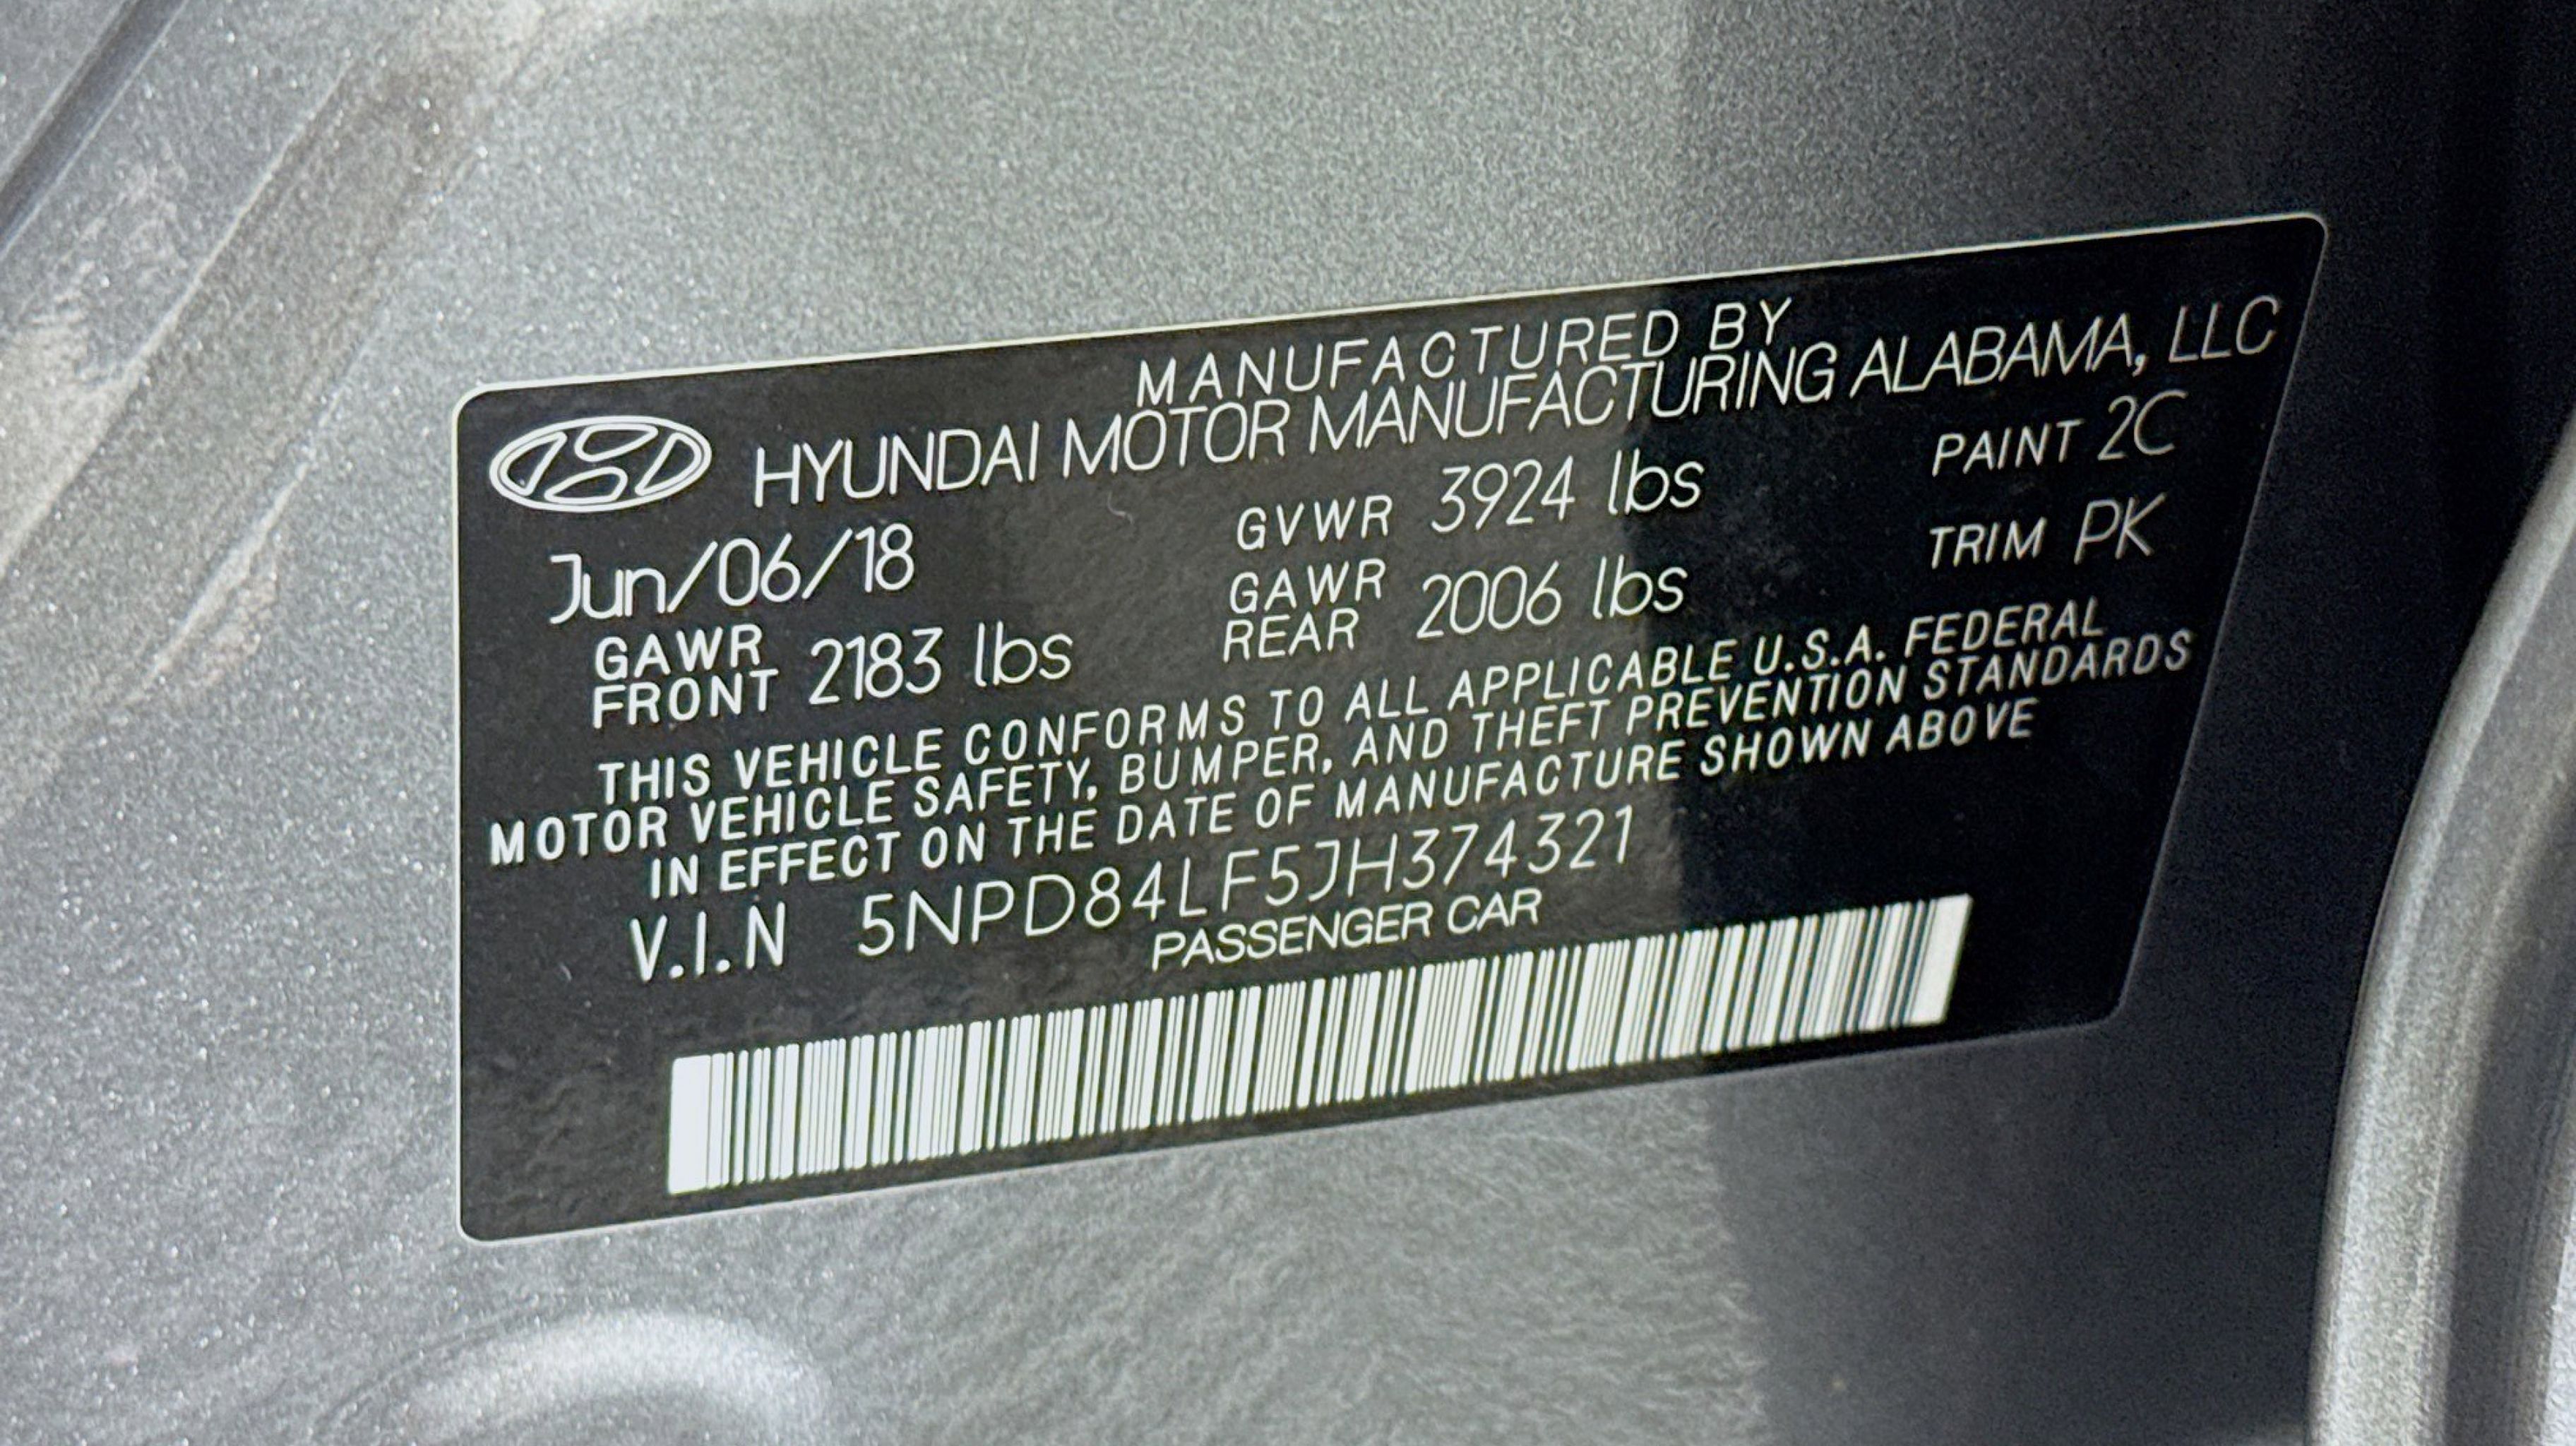 MANUFACTURED BY
HYUNDAI MOTOR MANUFACTURING ALABAMA, LLC
Jun/06/18 GVWR 3924 lbs PAINT 2C
GAWR FRONT 2183 lbs GAWR REAR 2006 lbs TRIM PK
THIS VEHICLE CONFORMS TO ALL APPLICABLE U.S.A. FEDERAL
MOTOR VEHICLE SAFETY, BUMPER, AND THEFT PREVENTION STANDARDS
IN EFFECT ON THE DATE OF MANUFACTURE SHOWN ABOVE
V.I.N 5NPD84LF5JH374321
PASSENGER CAR